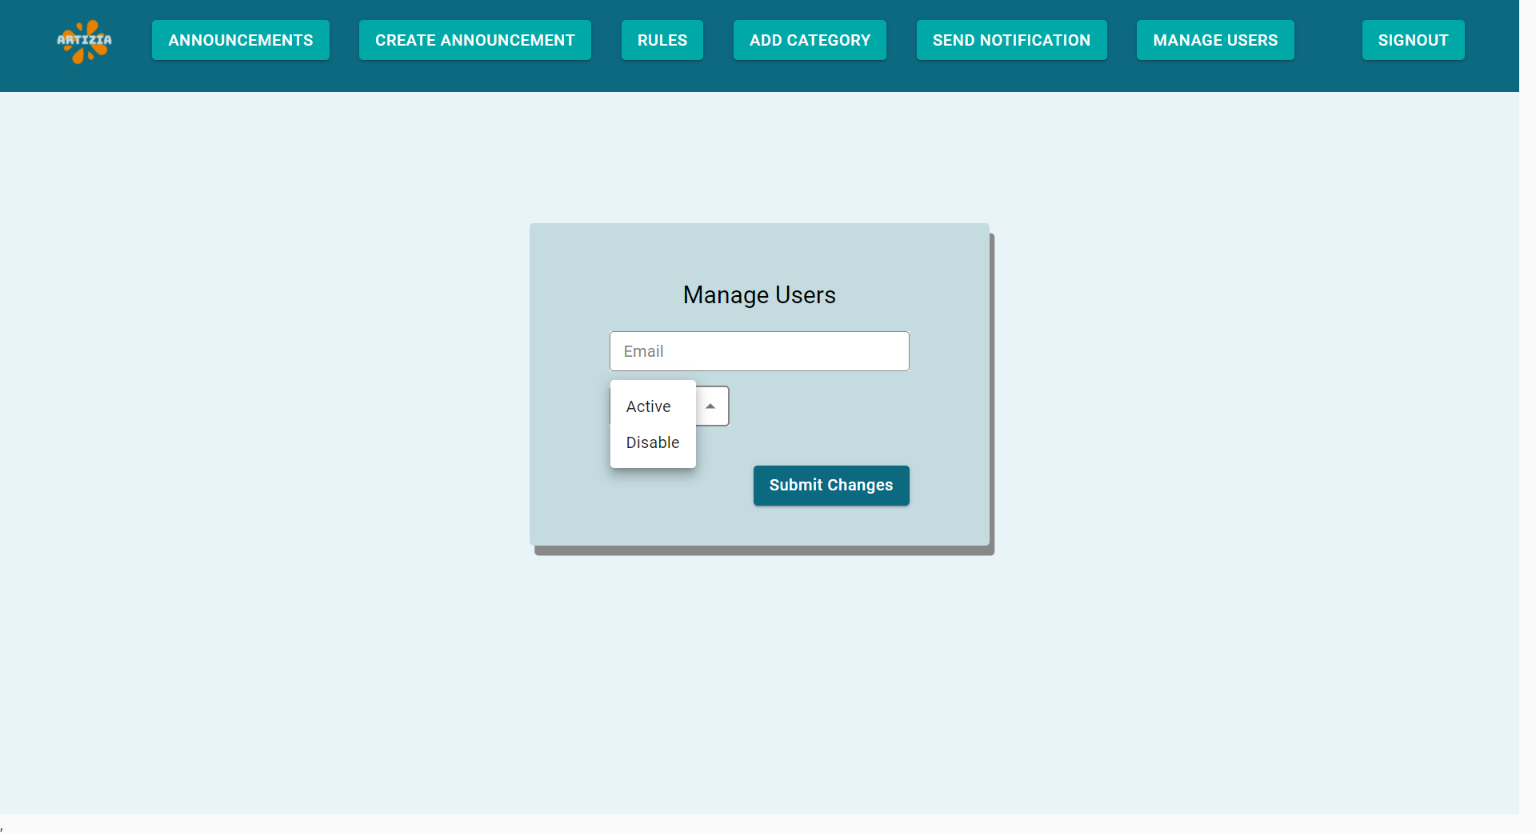 ARTIZIA
ANNOUNCEMENTS
CREATE ANNOUNCEMENT
RULES
ADD CATEGORY
SEND NOTIFICATION
MANAGE USERS
SIGNOUT
Manage Users
Email
Active
Disable
Submit Changes
,